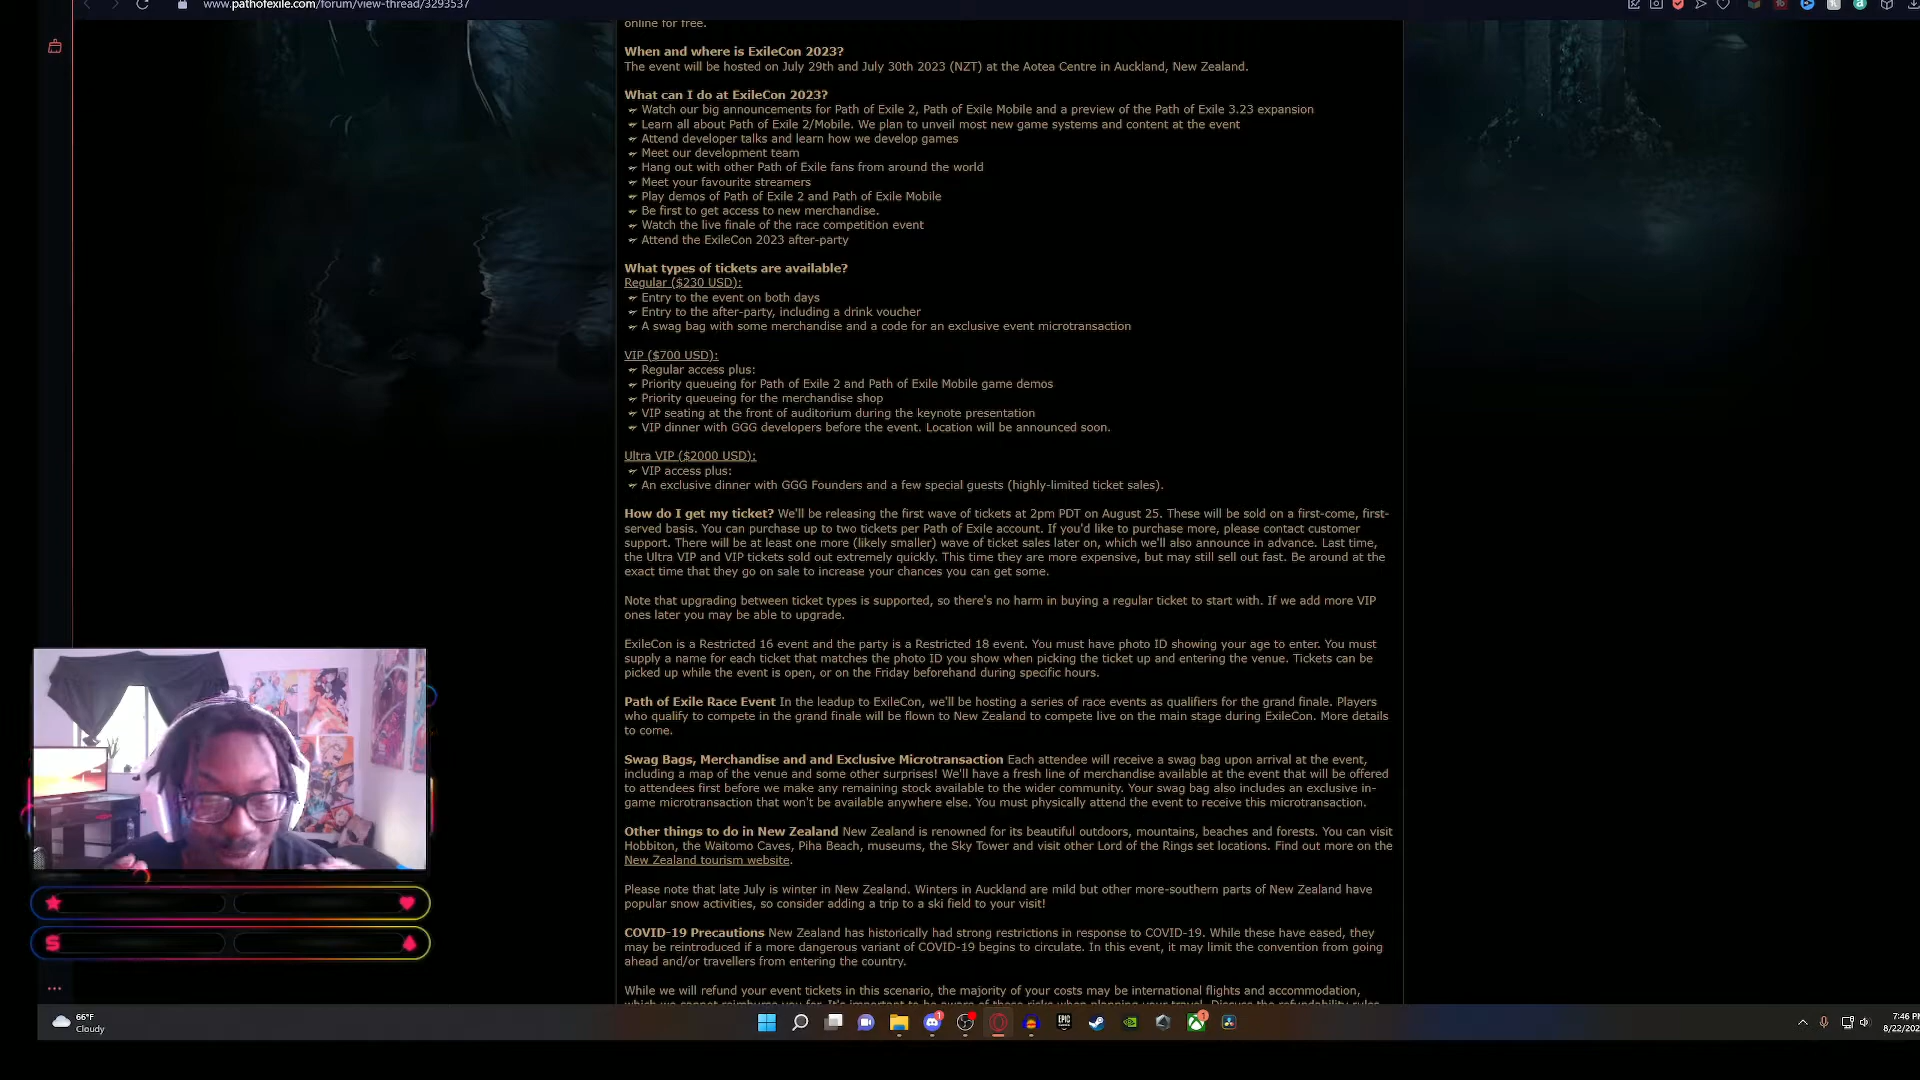 www.pathofexile.com/forum/view-thread/3293537
online for free.
When and where is ExileCon 2023?
The event will be hosted on July 29th and July 30th 2023 (NZT) at the Aotea Centre in Auckland, New Zealand.
What can I do at ExileCon 2023?
Watch our big announcements for Path of Exile 2, Path of Exile Mobile and a preview of the Path of Exile 3.23 expansion
Learn all about Path of Exile 2/Mobile. We plan to unveil most new game systems and content at the event
Attend developer talks and learn how we develop games
Meet our development team
Hang out with other Path of Exile fans from around the world
Meet your favourite streamers
Play demos of Path of Exile 2 and Path of Exile Mobile
Be first to get access to new merchandise.
Watch the live finale of the race competition event
Attend the ExileCon 2023 after-party
What types of tickets are available?
Regular ($230 USD):
Entry to the event on both days
Entry to the after-party, including a drink voucher
A swag bag with some merchandise and a code for an exclusive event microtransaction
VIP ($700 USD):
Regular access plus:
Priority queueing for Path of Exile 2 and Path of Exile Mobile game demos
Priority queueing for the merchandise shop
VIP seating at the front of auditorium during the keynote presentation
VIP dinner with GGG developers before the event. Location will be announced soon.
Ultra VIP ($2000 USD):
VIP access plus:
An exclusive dinner with GGG Founders and a few special guests (highly-limited ticket sales).
How do I get my ticket? We'll be releasing the first wave of tickets at 2pm PDT on August 25. These will be sold on a first-come, first-
served basis. You can purchase up to two tickets per Path of Exile account. If you'd like to purchase more, please contact customer
support. There will be at least one more (likely smaller) wave of ticket sales later on, which we'll also announce in advance. Last time,
the Ultra VIP and VIP tickets sold out extremely quickly. This time they are more expensive, but may still sell out fast. Be around at the
exact time that they go on sale to increase your chances you can get some.
Note that upgrading between ticket types is supported, so there's no harm in buying a regular ticket to start with. If we add more VIP
ones later you may be able to upgrade.
ExileCon is a Restricted 16 event and the party is a Restricted 18 event. You must have photo ID showing your age to enter. You must
supply a name for each ticket that matches the photo ID you show when picking the ticket up and entering the venue. Tickets can be
picked up while the event is open, or on the Friday beforehand during specific hours.
Path of Exile Race Event In the leadup to ExileCon, we'll be hosting a series of race events as qualifiers for the grand finale. Players
who qualify to compete in the grand finale will be flown to New Zealand to compete live on the main stage during ExileCon. More details
to come.
Swag Bags, Merchandise and and Exclusive Microtransaction Each attendee will receive a swag bag upon arrival at the event,
including a map of the venue and some other surprises! We'll have a fresh line of merchandise available at the event that will be offered
to attendees first before we make any remaining stock available to the wider community. Your swag bag also includes an exclusive in-
game microtransaction that won't be available anywhere else. You must physically attend the event to receive this microtransaction.
Other things to do in New Zealand New Zealand is renowned for its beautiful outdoors, mountains, beaches and forests. You can visit
Hobbiton, the Waitomo Caves, Piha Beach, museums, the Sky Tower and visit other Lord of the Rings set locations. Find out more on the
New Zealand tourism website.
Please note that late July is winter in New Zealand. Winters in Auckland are mild but other more-southern parts of New Zealand have
popular snow activities, so consider adding a trip to a ski field to your visit!
COVID-19 Precautions New Zealand has historically had strong restrictions in response to COVID-19. While these have eased, they
may be reintroduced if a more dangerous variant of COVID-19 begins to circulate. In this event, it may limit the convention from going
ahead and/or travellers from entering the country.
While we will refund your event tickets in this scenario, the majority of your costs may be international flights and accommodation,
which we cannot reimburse you for. It's important to be aware of these risks when planning your travel. Discuss the refundability rules
66°F
Cloudy
7:46 P
8/22/202